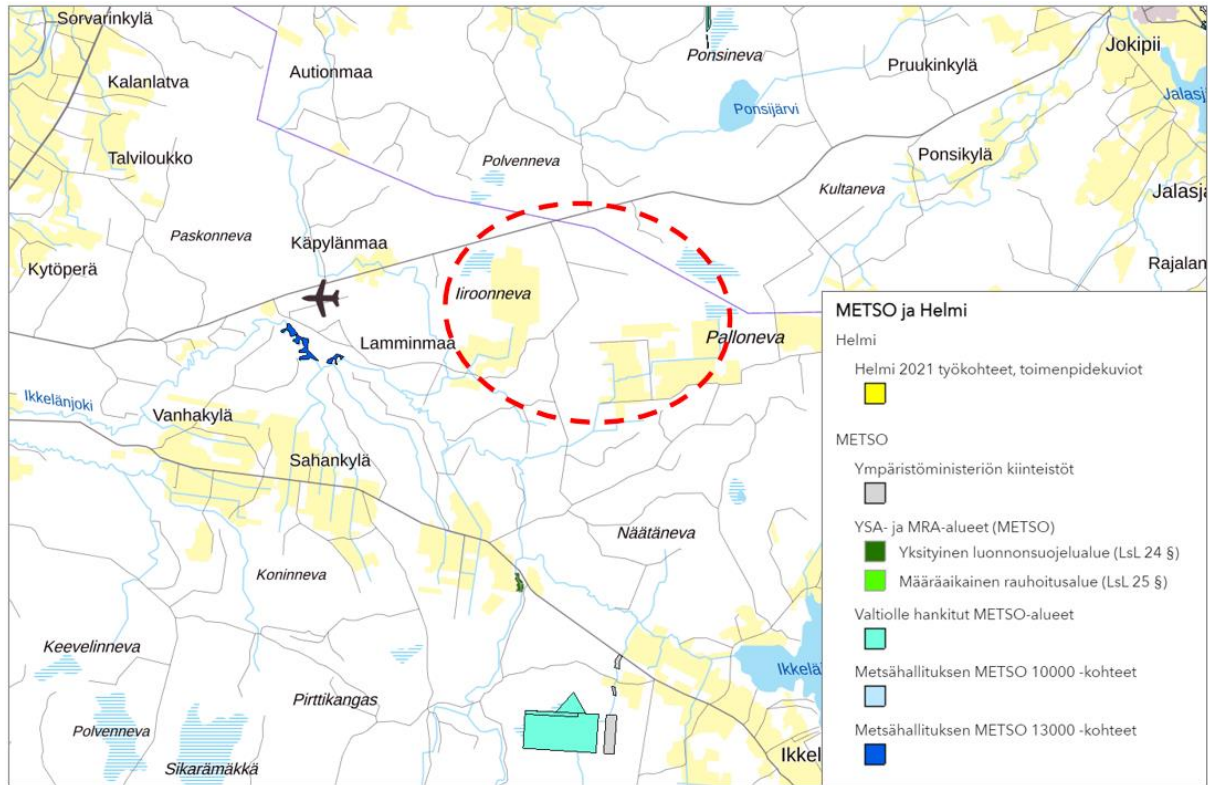 Sorvarinkylä
Kalanlatva
Autionmaa
Ponsineva
Pruukinkylä
Jokipii
Ponsijärvi
Talviloukko
Polvenneva
Ponsikylä
Kultaneva
Paskonneva
Käpylänmaa
Kytöperä
Iiroonneva
Lamminmaa
Palloneva
Ikkelänjoki
Vanhakylä
Sahankylä
Näätäneva
Koninneva
Keevelinneva
Pirttikangas
Polvenneva
Sikarämäkkä
METSO ja Helmi
Helmi
Helmi 2021 työkohteet, toimenpidekuviot
METSO
Ympäristöministeriön kiinteistöt
YSA- ja MRA-alueet (METSO)
Yksityinen luonnonsuojelualue (LsL 24 §)
Määräaikainen rauhoitusalue (LsL 25 §)
Valtiolle hankitut METSO-alueet
Metsähallituksen METSO 10000 -kohteet
Metsähallituksen METSO 13000 -kohteet